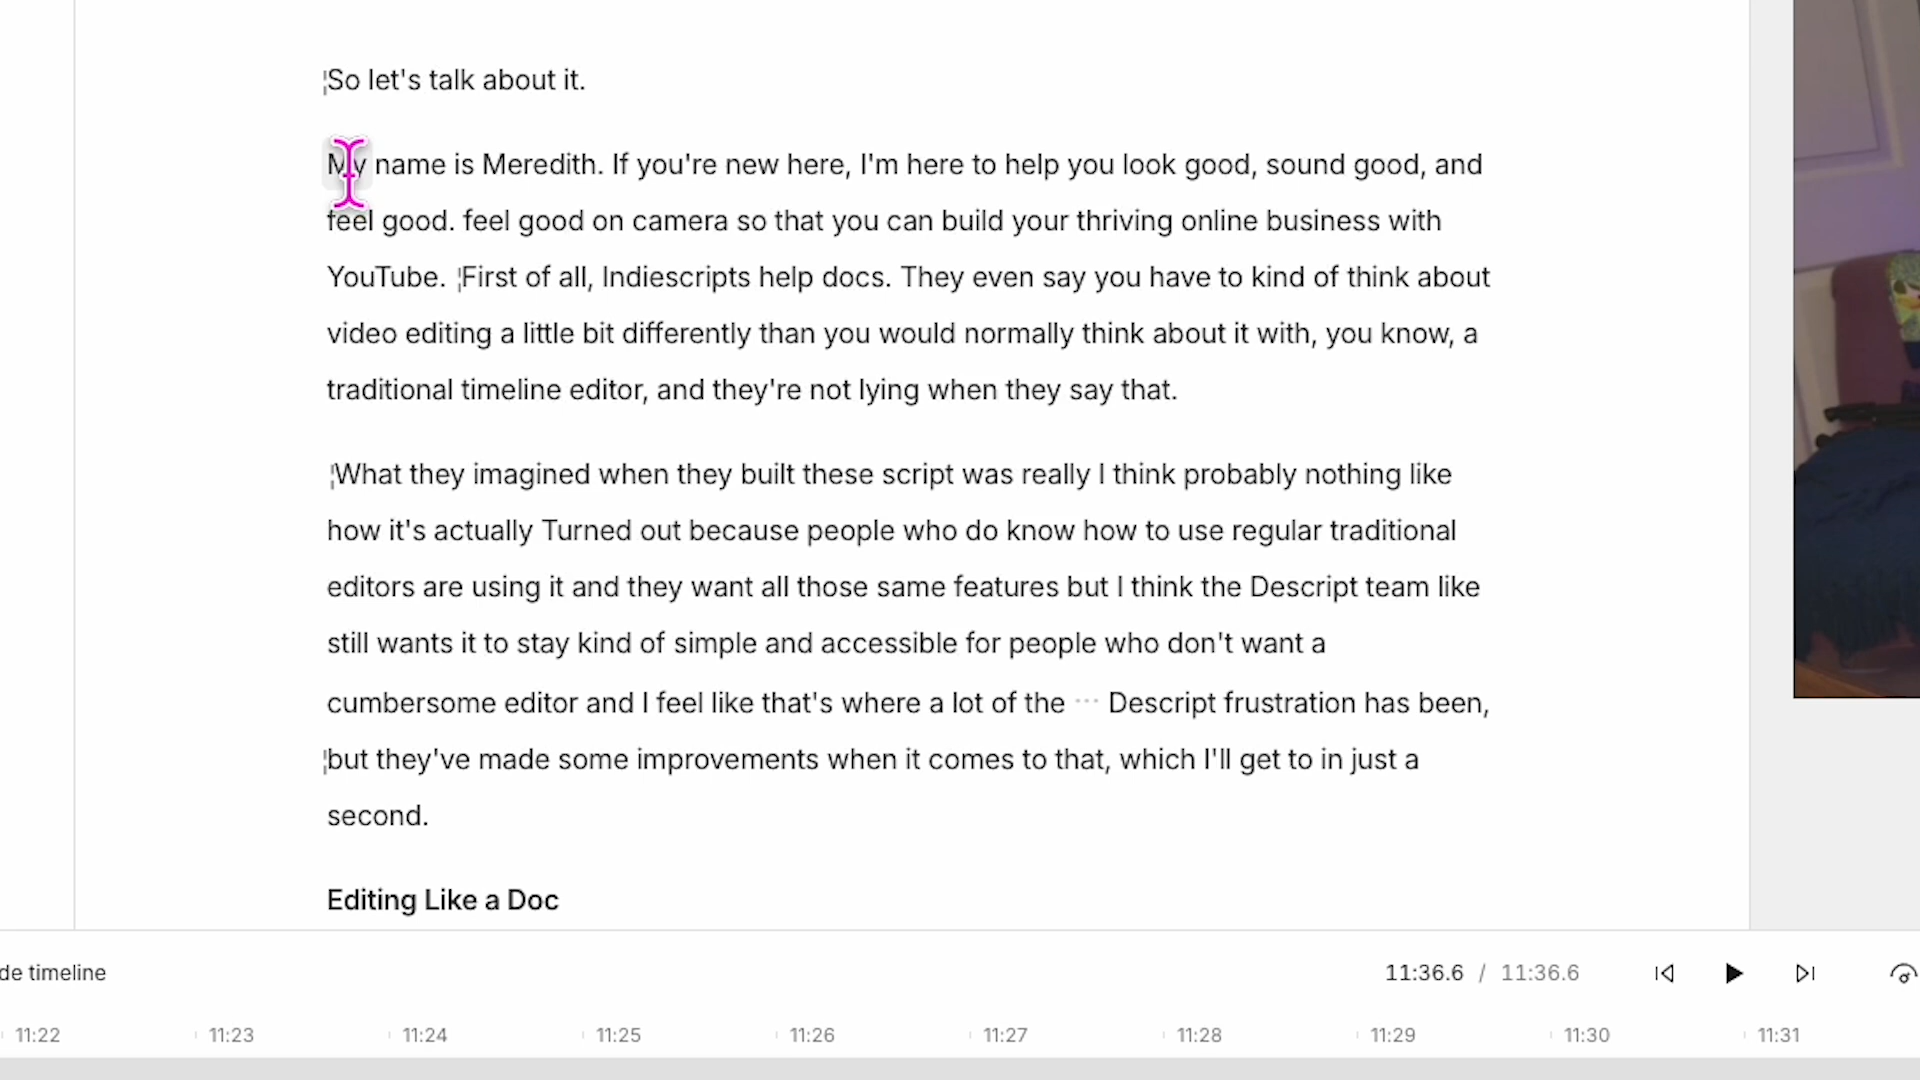 So let's talk about it.
My name is Meredith. If you're new here, I'm here to help you look good, sound good, and
feel good. feel good on camera so that you can build your thriving online business with
YouTube. ¦First of all, Indiescripts help docs. They even say you have to kind of think about
video editing a little bit differently than you would normally think about it with, you know, a
traditional timeline editor, and they're not lying when they say that.
What they imagined when they built these script was really I think probably nothing like
how it's actually Turned out because people who do know how to use regular traditional
editors are using it and they want all those same features but I think the Descript team like
still wants it to stay kind of simple and accessible for people who don't want a
cumbersome editor and I feel like that's where a lot of the ··· Descript frustration has been,
but they've made some improvements when it comes to that, which I'll get to in just a
second.
Editing Like a Doc
de timeline
11:36.6 / 11:36.6
11:22 11:23 11:24 11:25 11:26 11:27 11:28 11:29 11:30 11:31